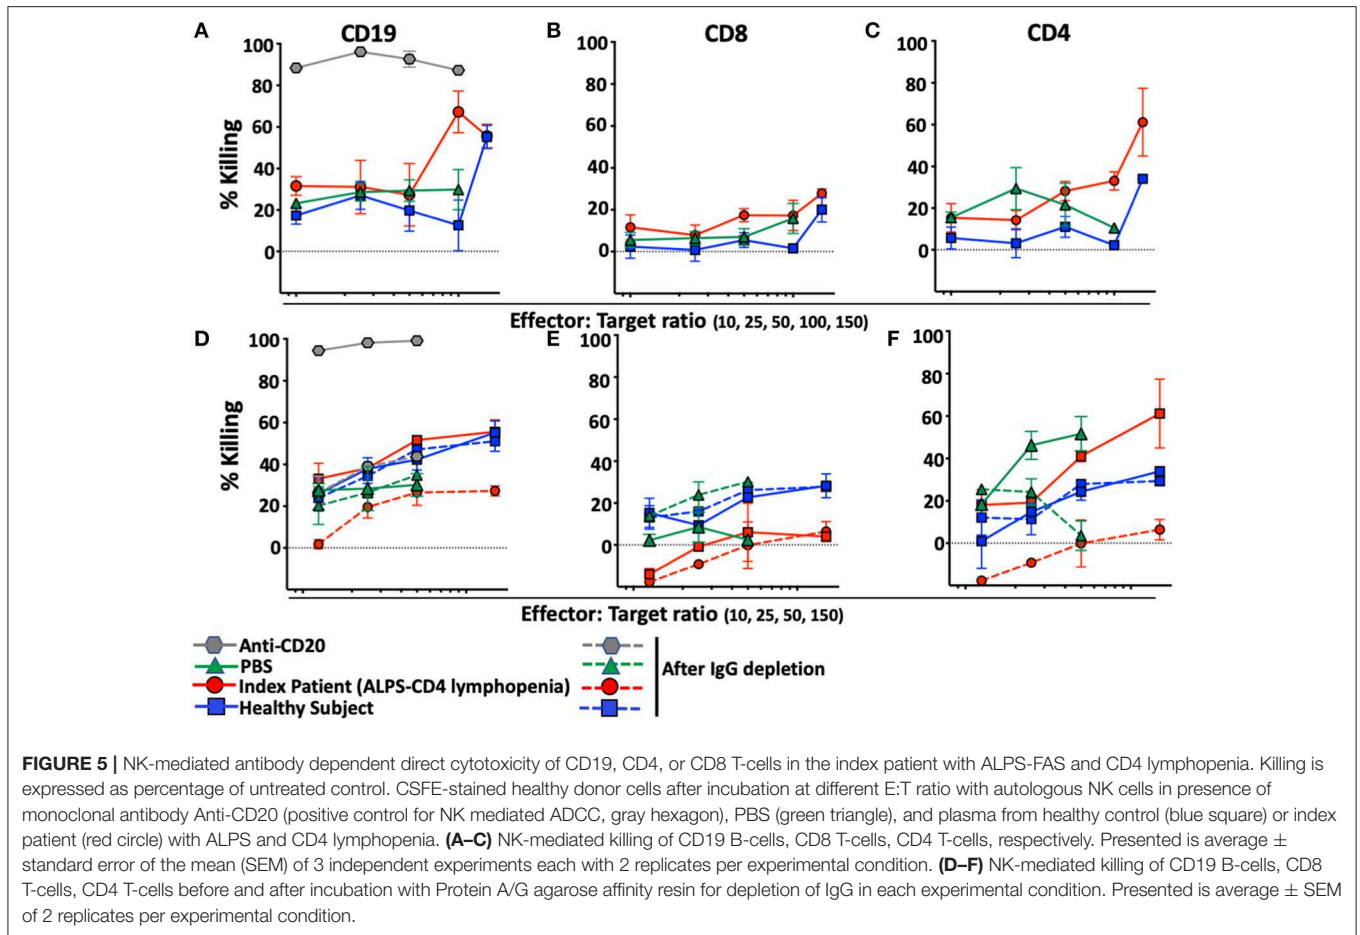 A CD19 B CD8 C CD4
100 100 100
80 80 80
60 60 60
40 40 40
20 20 20
0 0 0
% Killing
Effector: Target ratio (10, 25, 50, 100, 150)
D E F
100 100 100
80 80 80
60 60 60
40 40 40
20 20 20
0 0 0
% Killing
Effector: Target ratio (10, 25, 50, 150)
Anti-CD20
PBS
Index Patient (ALPS-CD4 lymphopenia)
Healthy Subject
After IgG depletion
FIGURE 5 | NK-mediated antibody dependent direct cytotoxicity of CD19, CD4, or CD8 T-cells in the index patient with ALPS-FAS and CD4 lymphopenia. Killing is
expressed as percentage of untreated control. CSFE-stained healthy donor cells after incubation at different E:T ratio with autologous NK cells in presence of
monoclonal antibody Anti-CD20 (positive control for NK mediated ADCC, gray hexagon), PBS (green triangle), and plasma from healthy control (blue square) or index
patient (red circle) with ALPS and CD4 lymphopenia. (A–C) NK-mediated killing of CD19 B-cells, CD8 T-cells, CD4 T-cells, respectively. Presented is average ±
standard error of the mean (SEM) of 3 independent experiments each with 2 replicates per experimental condition. (D–F) NK-mediated killing of CD19 B-cells, CD8
T-cells, CD4 T-cells before and after incubation with Protein A/G agarose affinity resin for depletion of IgG in each experimental condition. Presented is average ± SEM
of 2 replicates per experimental condition.